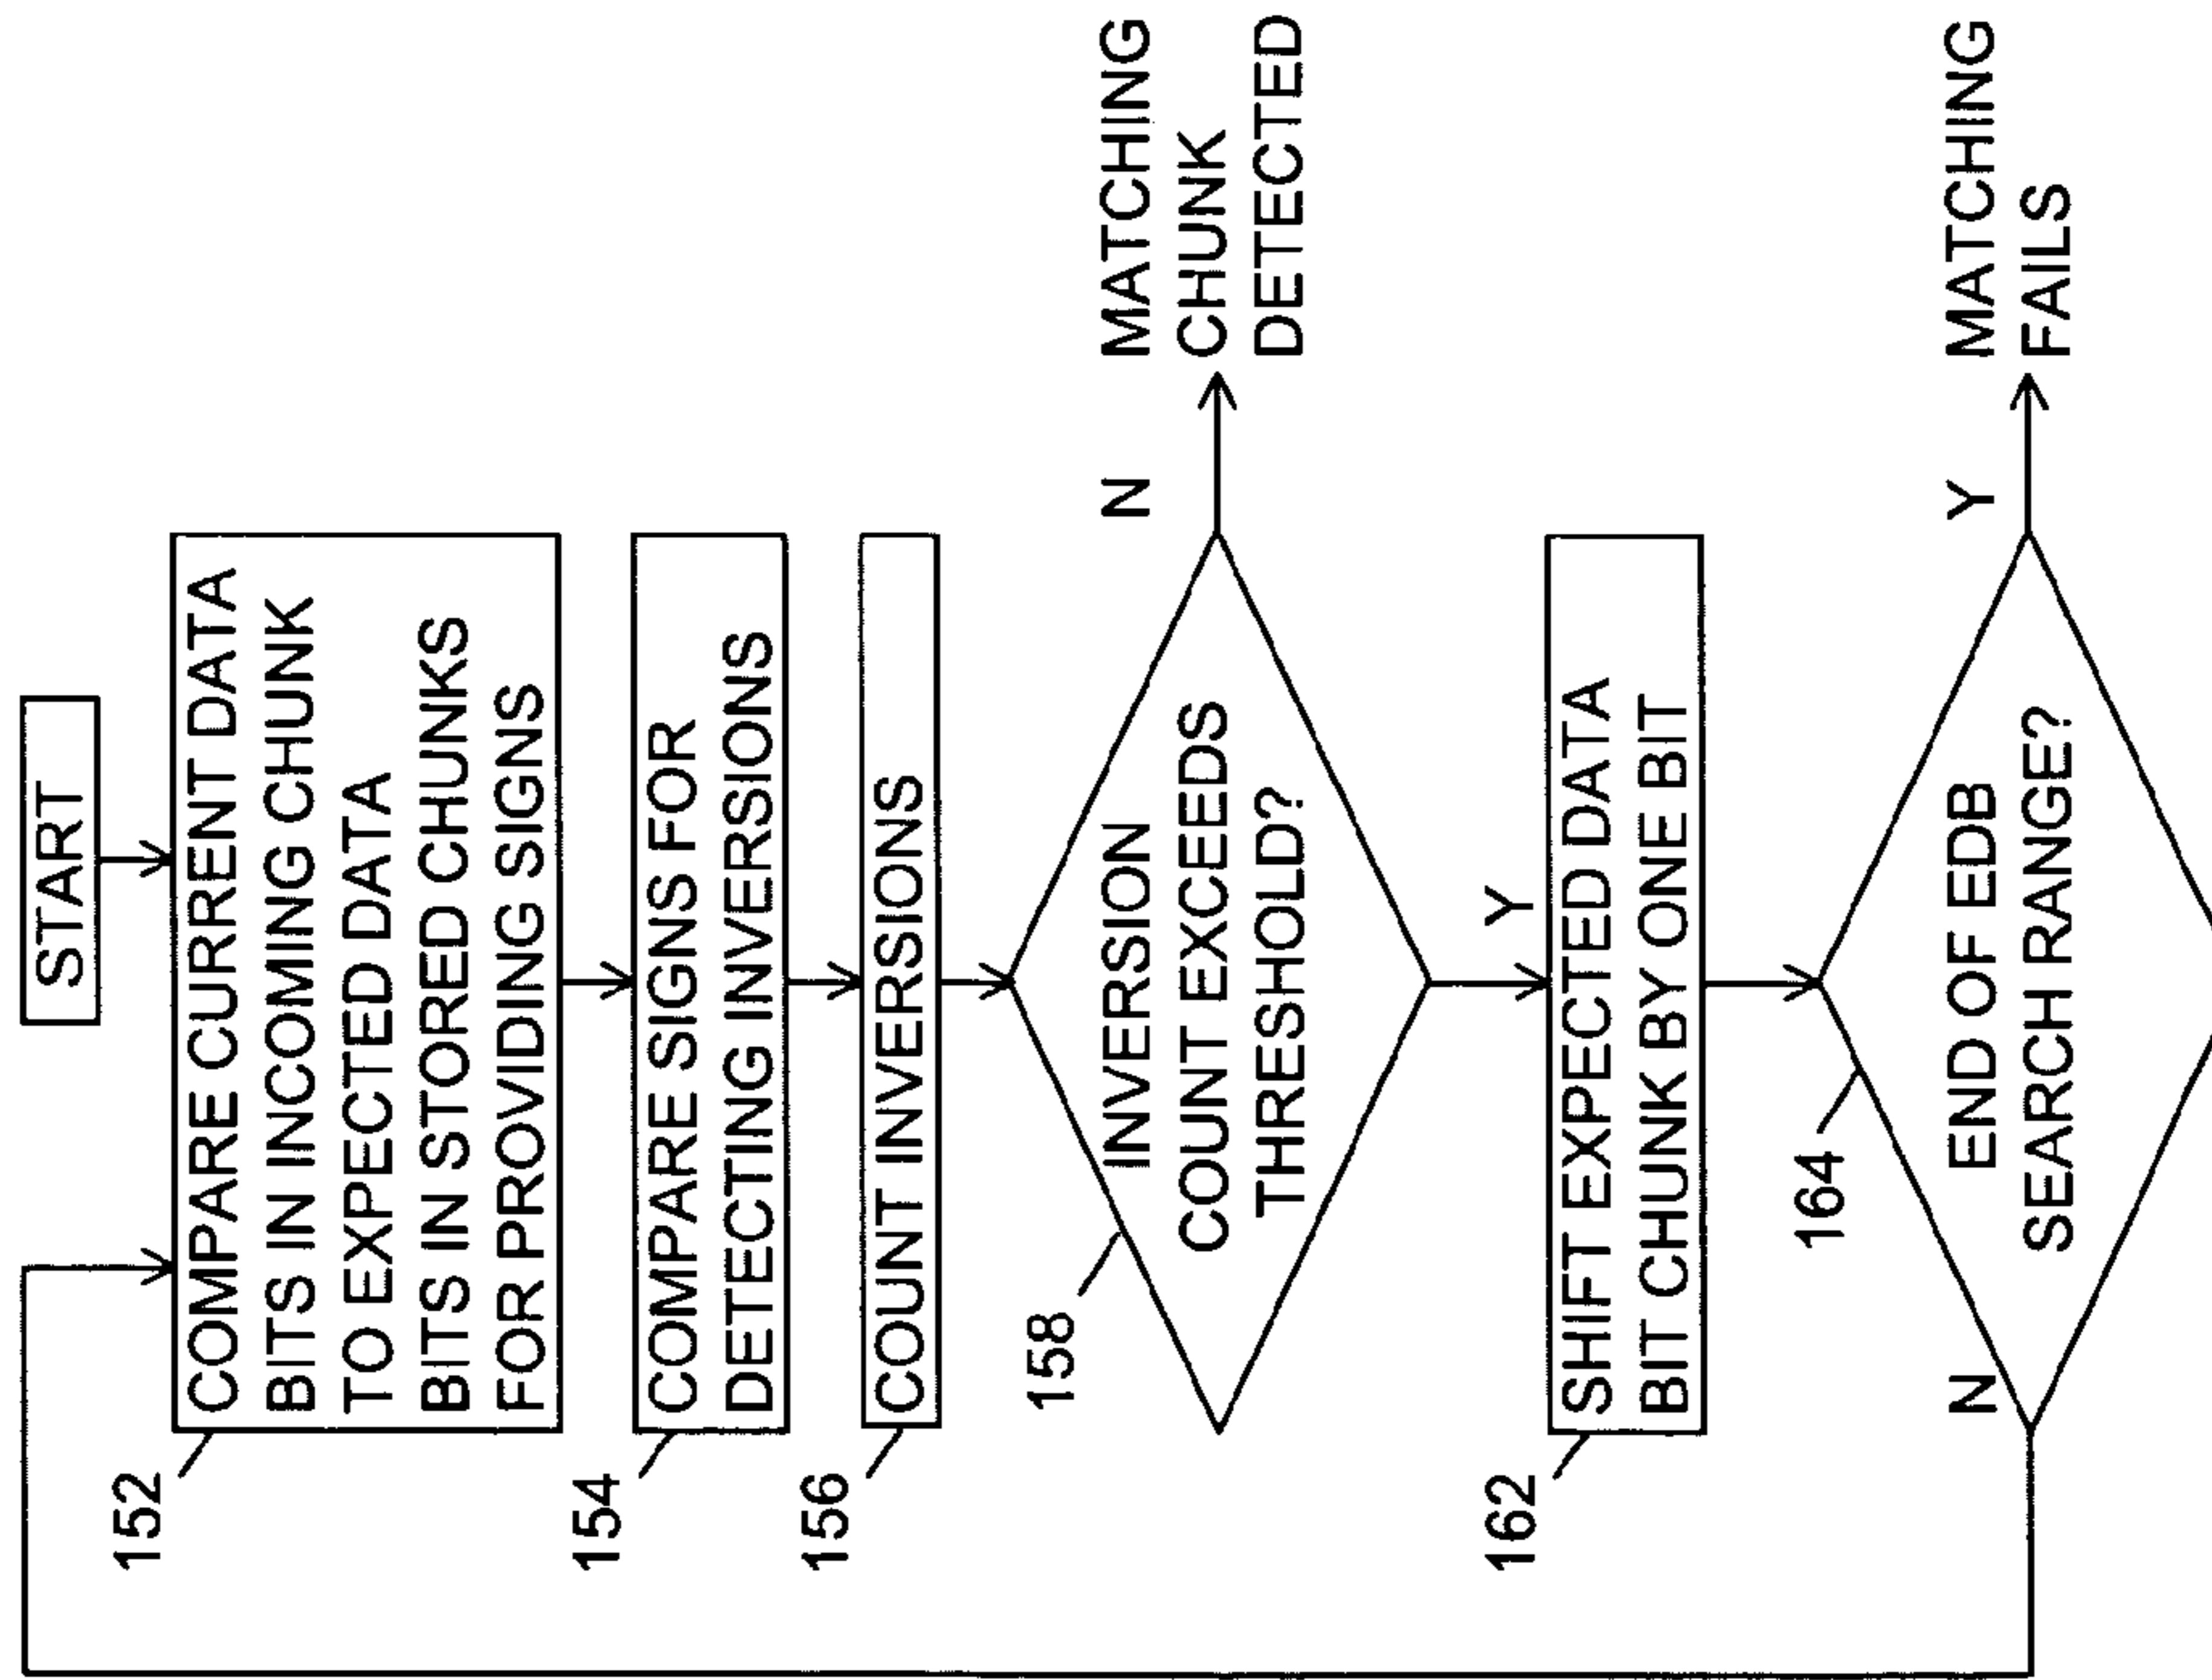 START
152
COMPARE CURRENT DATA
BITS IN INCOMING CHUNK
TO EXPECTED DATA
BITS IN STORED CHUNKS
FOR PROVIDING SIGNS
154
COMPARE SIGNS FOR
DETECTING INVERSIONS
156
COUNT INVERSIONS
158
INVERSION
COUNT EXCEEDS
THRESHOLD?
N
MATCHING
CHUNK
DETECTED
Y
162
SHIFT EXPECTED DATA
BIT CHUNK BY ONE BIT
164
N
END OF EDB
SEARCH RANGE?
Y
MATCHING
FAILS